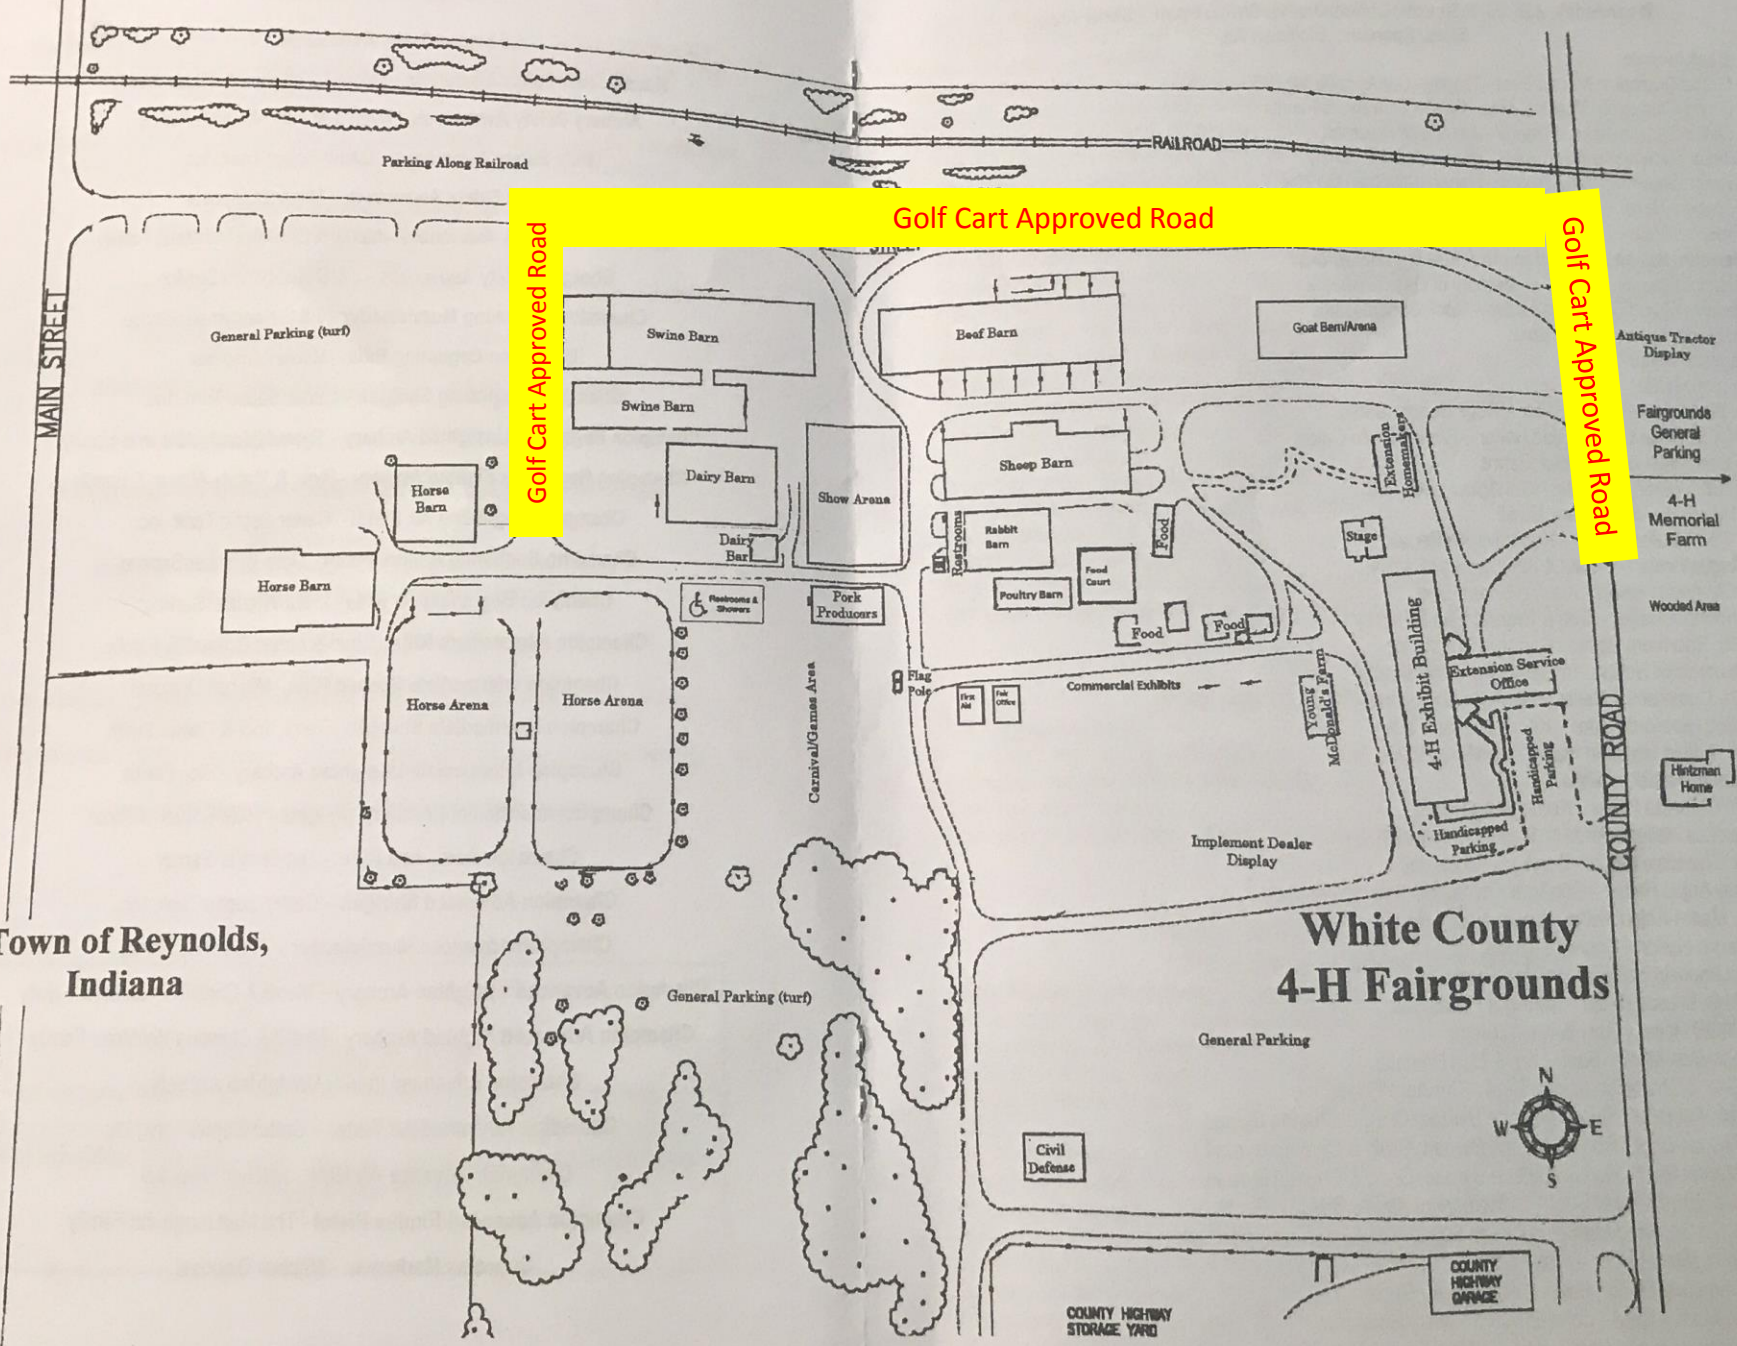 RAILROAD
Parking Along Railroad
Golf Cart Approved Road
Golf Cart Approved Road
Golf Cart Approved Road
MAIN STREET
General Parking (turf)
Swine Barn
Beef Barn
Goat Barn/Arena
Antique Tractor
Display
Swine Barn
Fairgrounds
General
Parking
Extension
Homemakers
Horse
Barn
Dairy Barn
Show Arena
Sheep Barn
4-H
Memorial
Farm
Restrooms
Rabbit
Barn
Food
Stage
Dairy
Bar
Horse Barn
Food
Court
Restrooms &
Showers
Pork
Producers
Poultry Barn
Wooded Area
Food
Food
4-H Exhibit Building
Extension Service
Office
Flag
Pole
First
Aid
Fair
Office
Commercial Exhibits
Young
McDonald's Farm
Horse Arena
Horse Arena
Carnival/Games Area
Handicapped
Parking
COUNTY ROAD
Hintzman
Home
Implement Dealer
Display
Handicapped
Parking
Town of Reynolds,
Indiana
White County
4-H Fairgrounds
General Parking (turf)
General Parking
N
W E
S
Civil
Defense
COUNTY
HIGHWAY
GARAGE
COUNTY HIGHWAY
STORAGE YARD